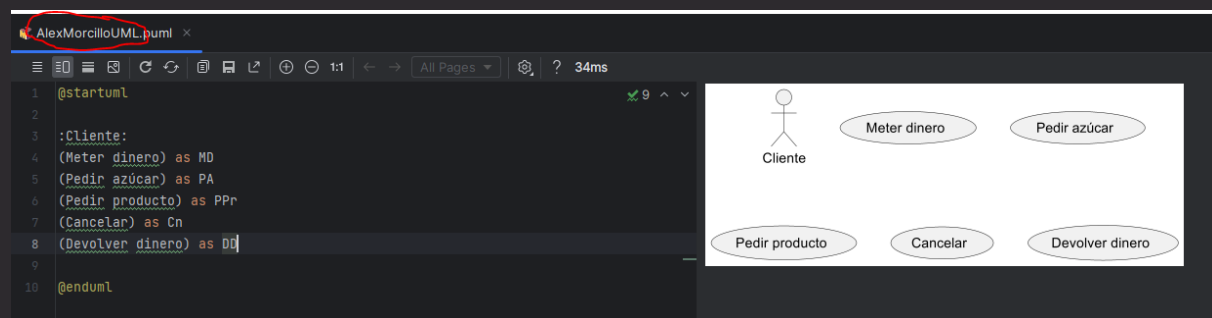 AlexMorcilloUML.puml ×
1:1 All Pages ? 34ms
1 @startuml 9
2
3 :Cliente:
4 (Meter dinero) as MD
5 (Pedir azúcar) as PA
6 (Pedir producto) as PPr
7 (Cancelar) as Cn
8 (Devolver dinero) as DD
9
10 @enduml
Meter dinero Pedir azúcar
Cliente
Pedir producto Cancelar Devolver dinero